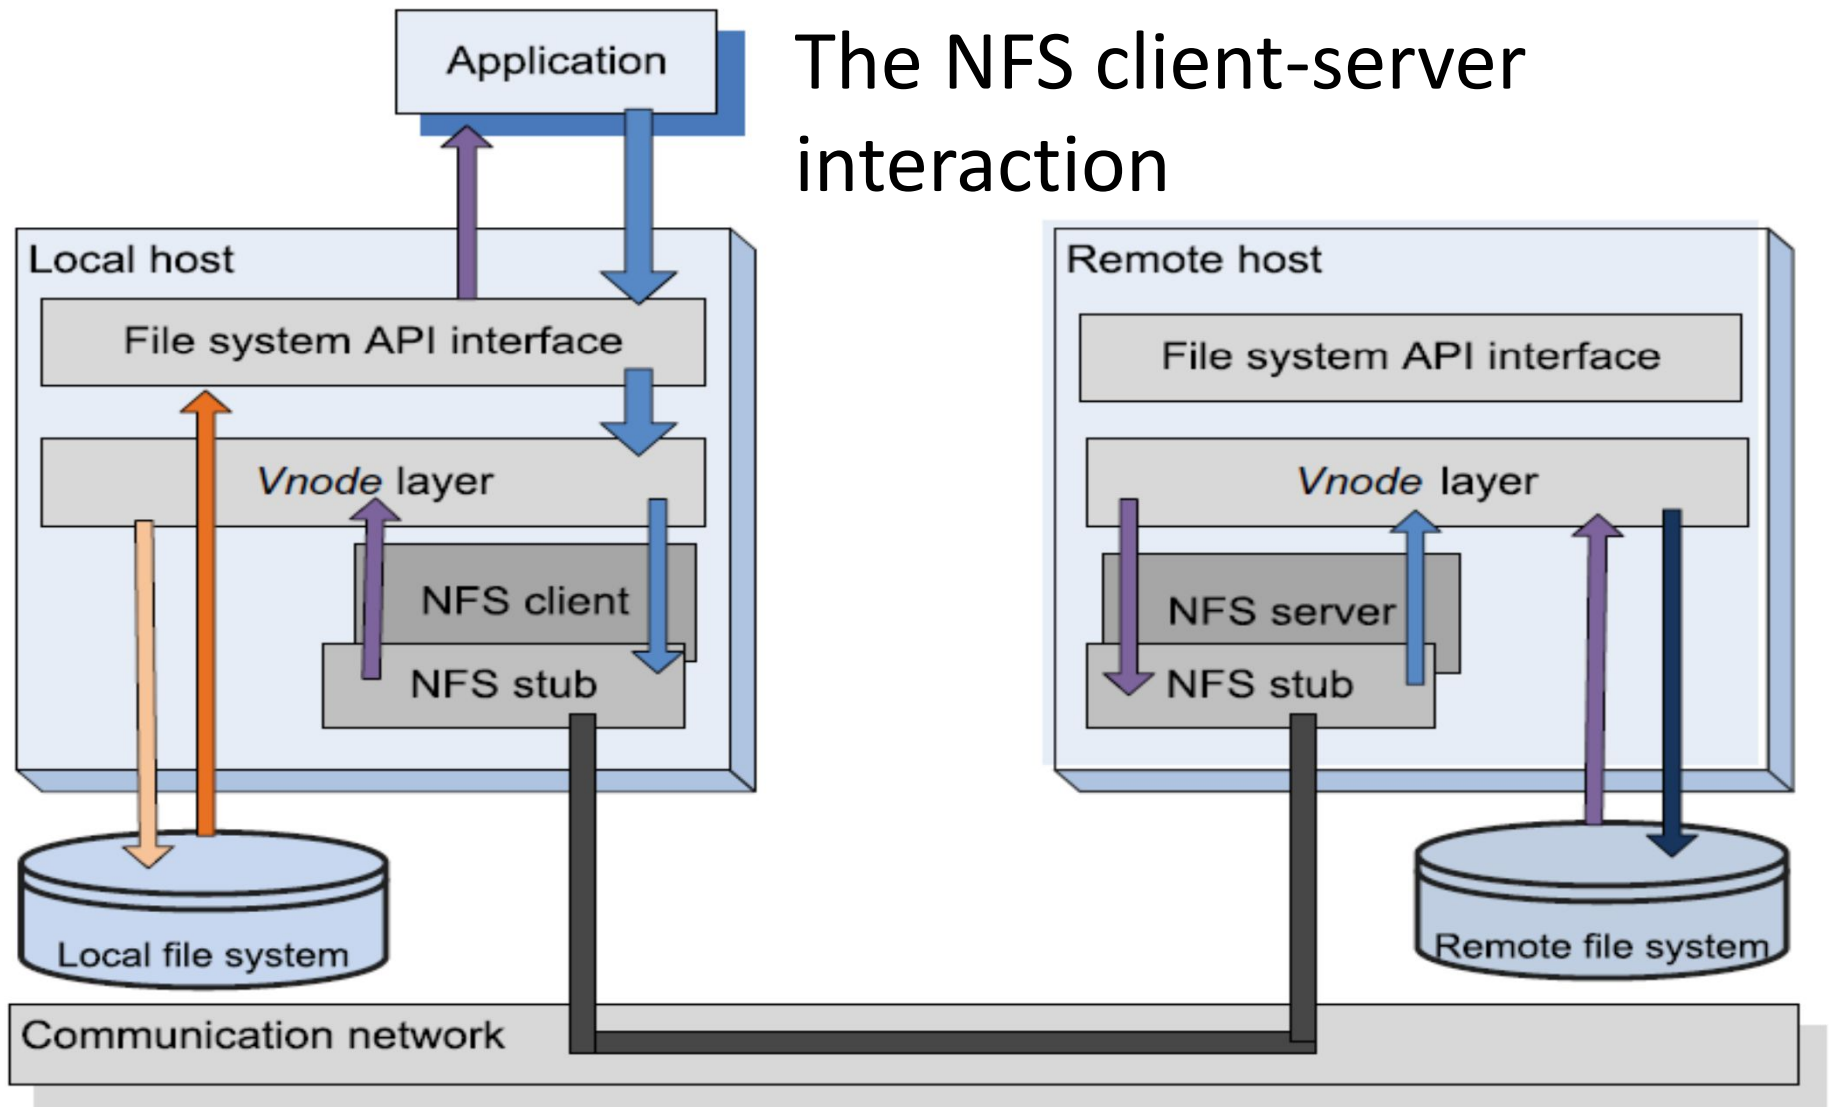 Application
The NFS client-server
interaction
Local host
File system API interface
Vnode layer
NFS client
NFS stub
Local file system
Remote host
File system API interface
Vnode layer
NFS server
NFS stub
Remote file system
Communication network